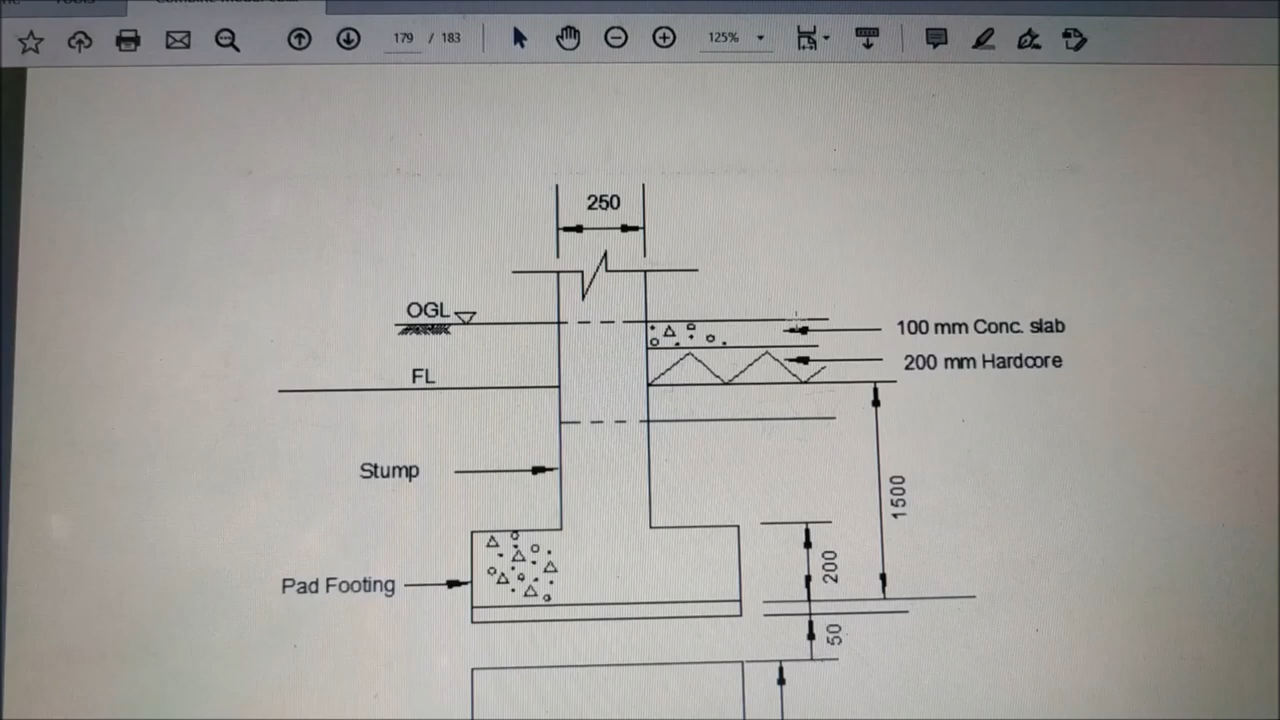 179 / 183
125%
250
OGL
100 mm Conc. slab
200 mm Hardcore
FL
Stump
1500
200
Pad Footing
50